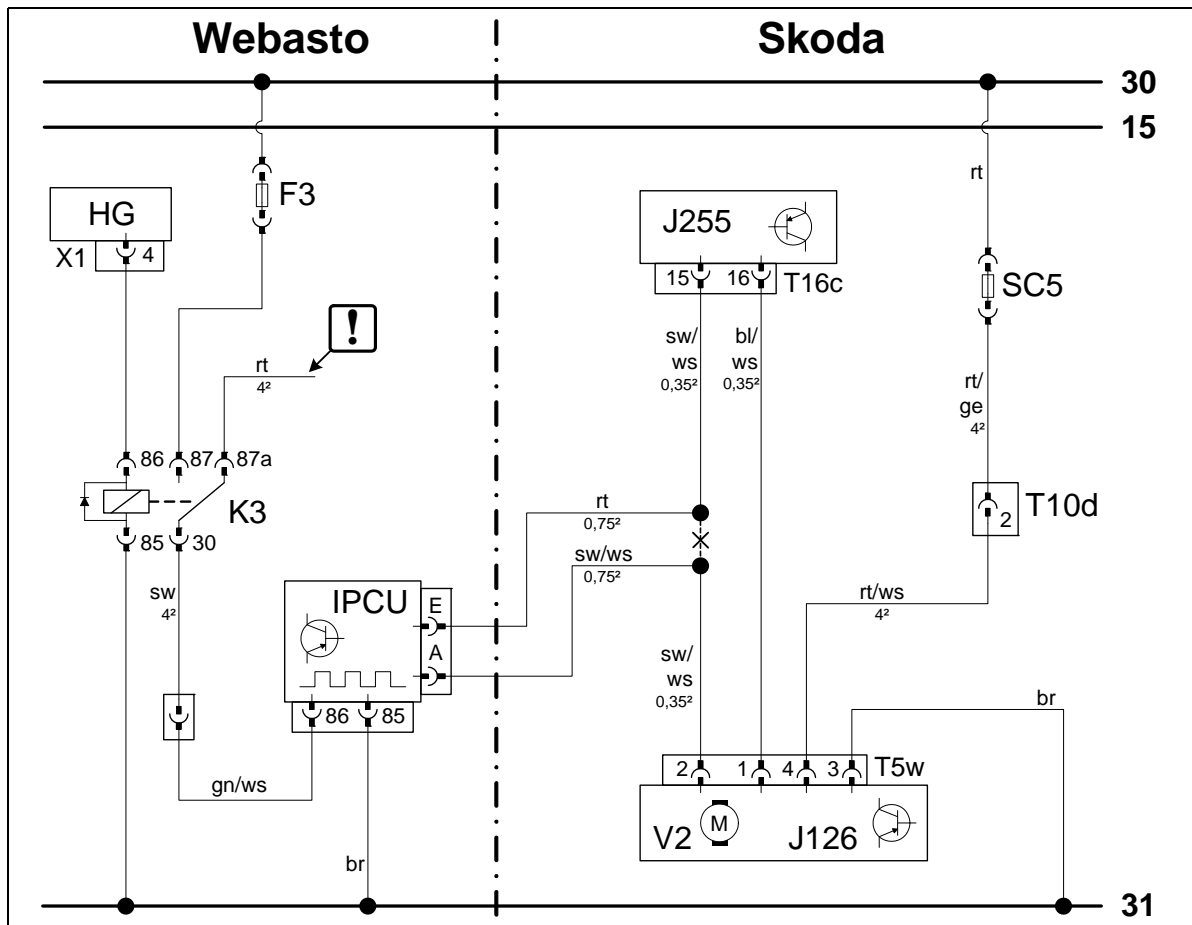 Webasto
Skoda
30
15
rt
HG
F3
J255
X1
4
15
16
T16c
SC5
!
sw/
ws
0,35²
bl/
ws
0,35²
rt
4²
rt/
ge
4²
86
87
87a
K3
rt
0,75²
2
T10d
85
30
sw/ws
0,75²
sw
4²
IPCU
E
A
rt/ws
4²
sw/
ws
0,35²
86
85
br
gn/ws
2
1
4
3
T5w
V2
M
J126
br
31